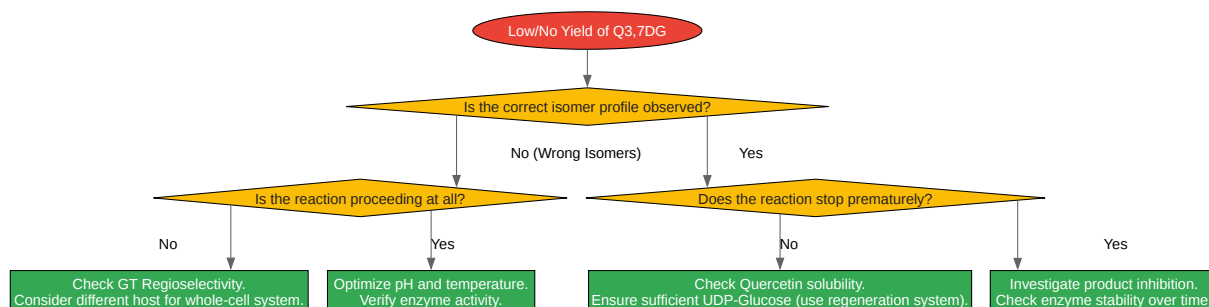 Low/No Yield of Q3,7DG
Is the correct isomer profile observed?
No (Wrong Isomers)
Yes
Is the reaction proceeding at all?
Does the reaction stop prematurely?
No
Yes
No
Yes
Check GT Regioselectivity.
Consider different host for whole-cell system.
Optimize pH and temperature.
Verify enzyme activity.
Check Quercetin solubility.
Ensure sufficient UDP-Glucose (use regeneration system).
Investigate product inhibition.
Check enzyme stability over time